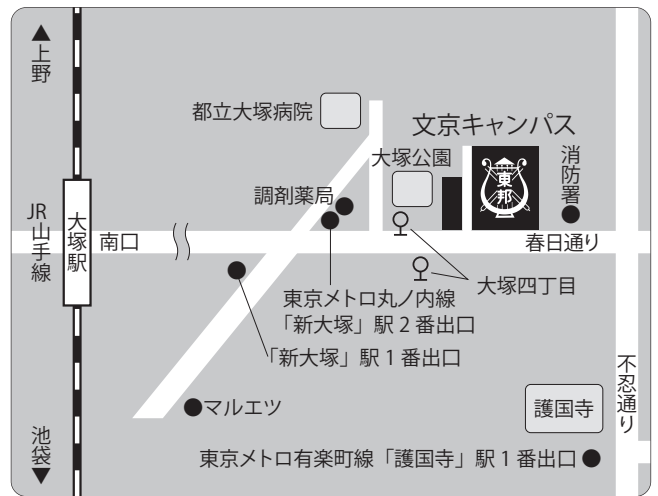 ▲上野
都立大塚病院
文京キャンパス
大塚公園
消防署
東邦
調剤薬局
JR山手線
大塚駅
南口
春日通り
大塚四丁目
東京メトロ丸ノ内線
「新大塚」駅2番出口
「新大塚」駅1番出口
不忍通り
マルエツ
護国寺
池袋▼
東京メトロ有楽町線「護国寺」駅1番出口